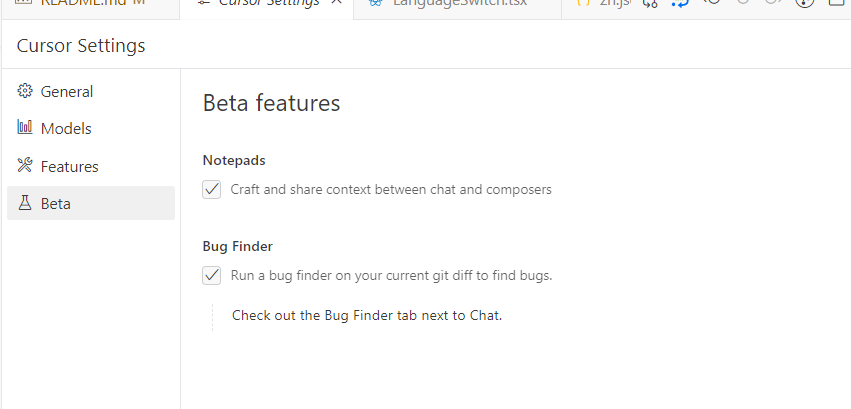 README.md M
Cursor Settings
LanguageSwitch.tsx
Cursor Settings
General
Models
Features
Beta
Beta features
Notepads
Craft and share context between chat and composers
Bug Finder
Run a bug finder on your current git diff to find bugs.
Check out the Bug Finder tab next to Chat.